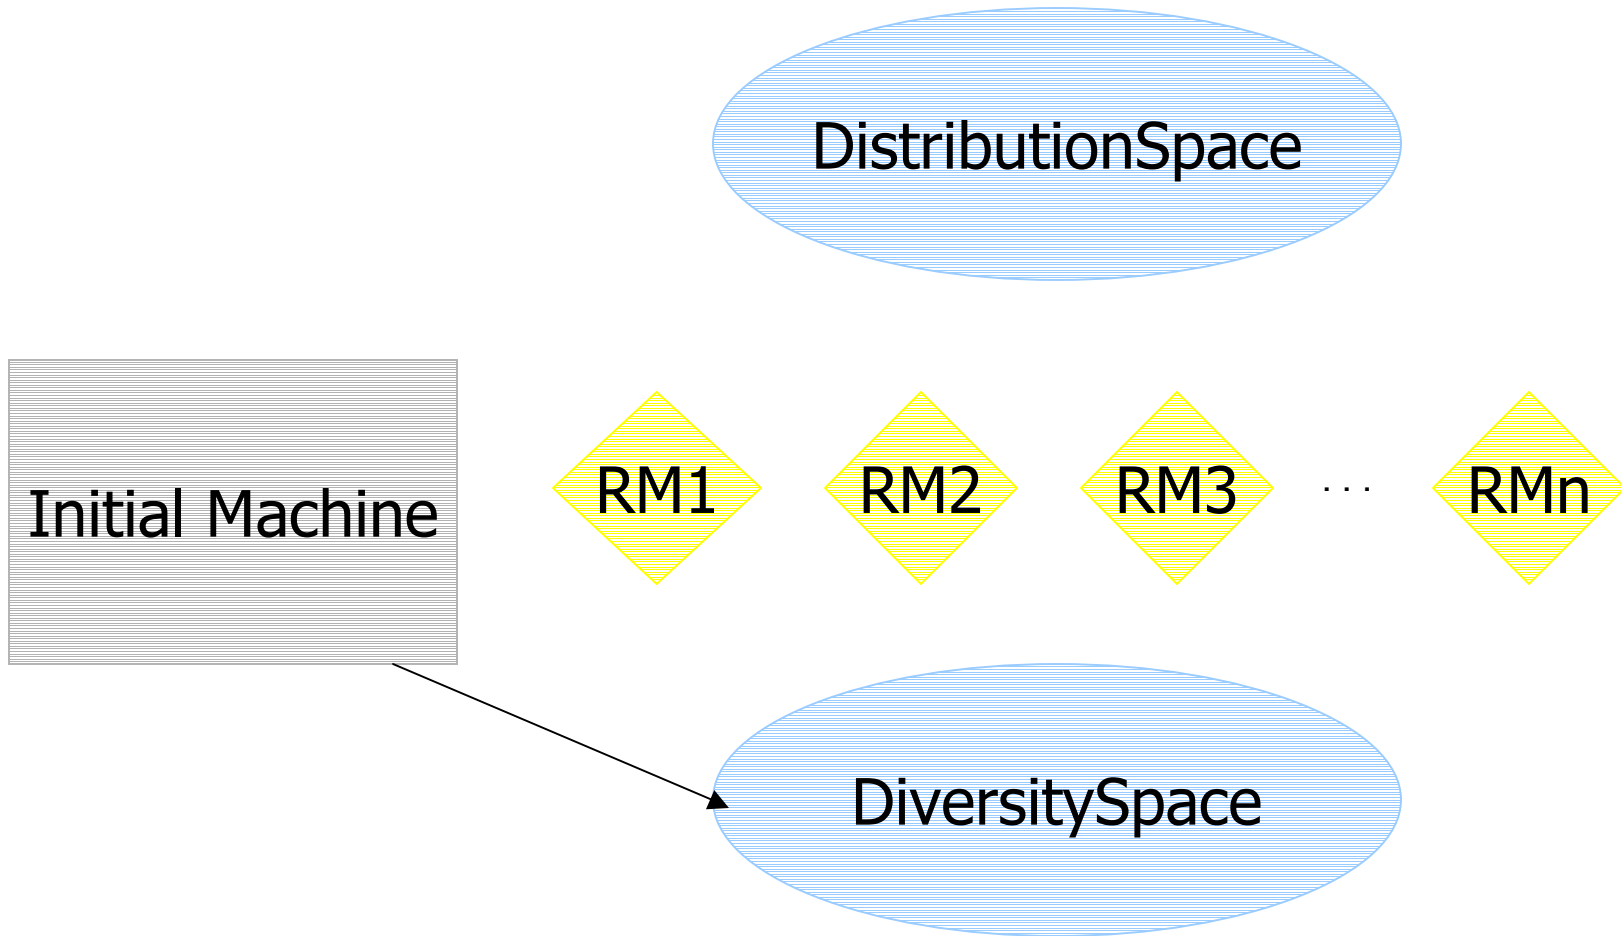 DistributionSpace
Initial Machine
RM1 RM2 RM3 . . . RMn
DiversitySpace